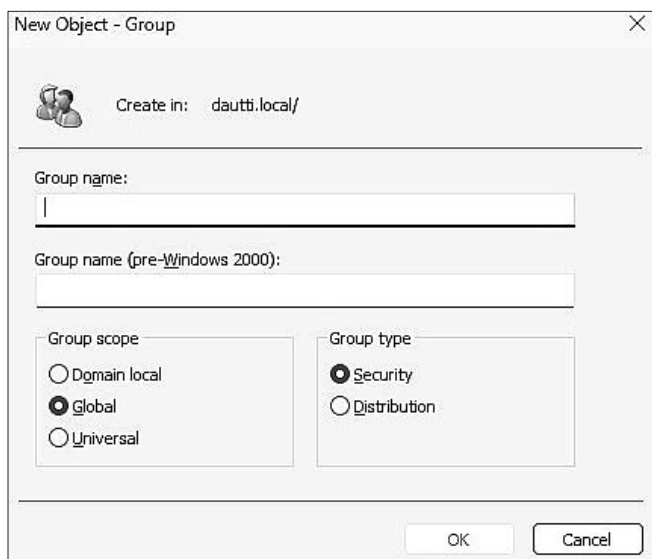 New Object - Group
Create in: dautti.local/
Group name:
Group name (pre-Windows 2000):
Group scope
Domain local
Global
Universal
Group type
Security
Distribution
OK Cancel